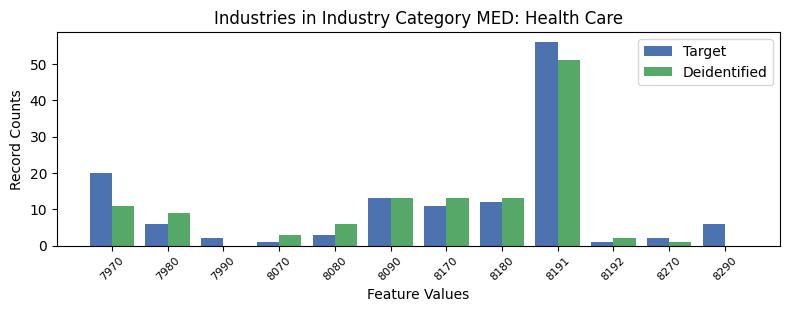 Industries in Industry Category MED: Health Care
Target
Deidentified
Record Counts
50
40
30
20
10
0
7970 7980 7990 8070 8080 8090 8170 8180 8191 8192 8270 8290
Feature Values